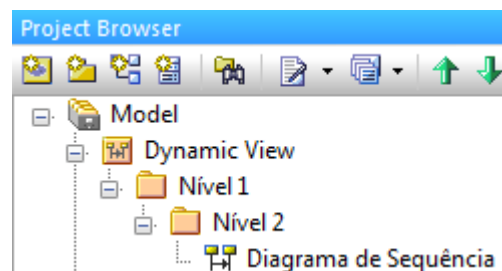 Project Browser
Model
Dynamic View
Nível 1
Nível 2
Diagrama de Sequência